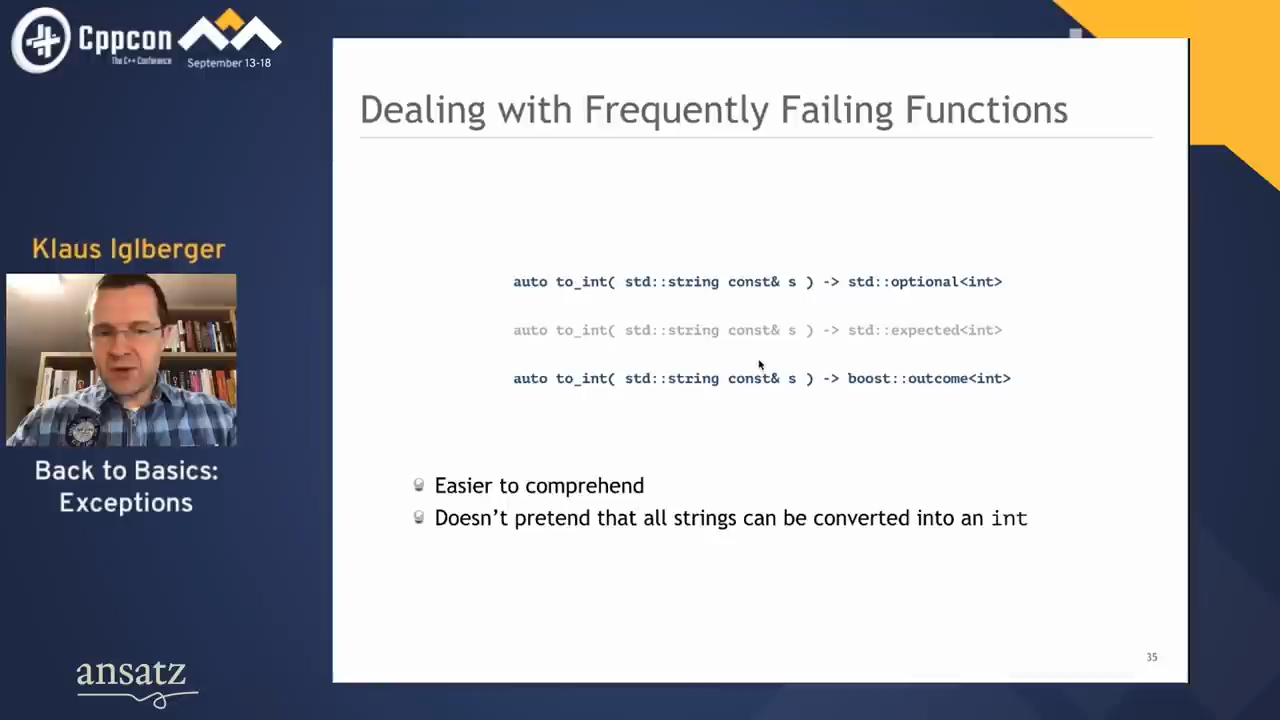 Cppcon
The C++ Conference
September 13-18
Dealing with Frequently Failing Functions
auto to_int( std::string const& s ) -> std::optional<int>
auto to_int( std::string const& s ) -> std::expected<int>
auto to_int( std::string const& s ) -> boost::outcome<int>
Easier to comprehend
Doesn’t pretend that all strings can be converted into an int
35
Klaus Iglberger
Back to Basics:
Exceptions
ansatz